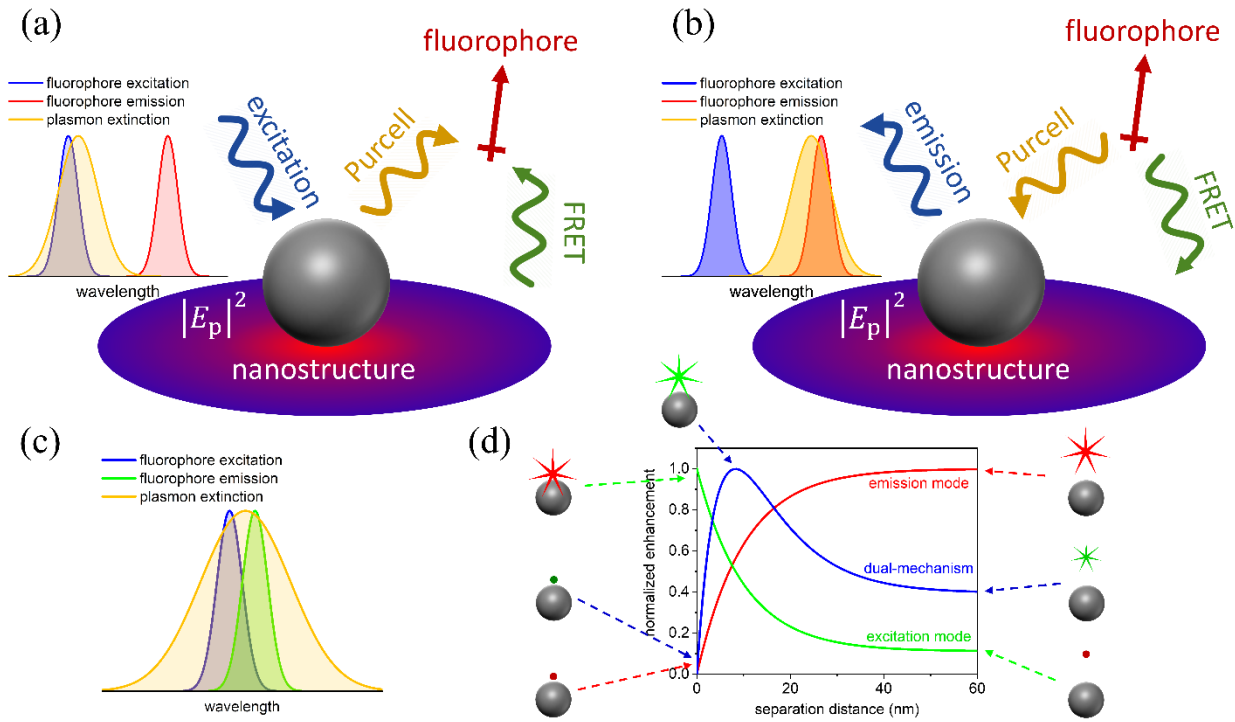 (a)
fluorophore
fluorophore excitation
fluorophore emission
plasmon extinction
excitation
Purcell
FRET
wavelength
|E_p|^2
nanostructure
(b)
fluorophore
fluorophore excitation
fluorophore emission
plasmon extinction
emission
Purcell
FRET
wavelength
|E_p|^2
nanostructure
(c)
fluorophore excitation
fluorophore emission
plasmon extinction
wavelength
(d)
normalized enhancement
1.0
0.8
0.6
0.4
0.2
0.0
emission mode
dual-mechanism
excitation mode
0 20 40 60
separation distance (nm)